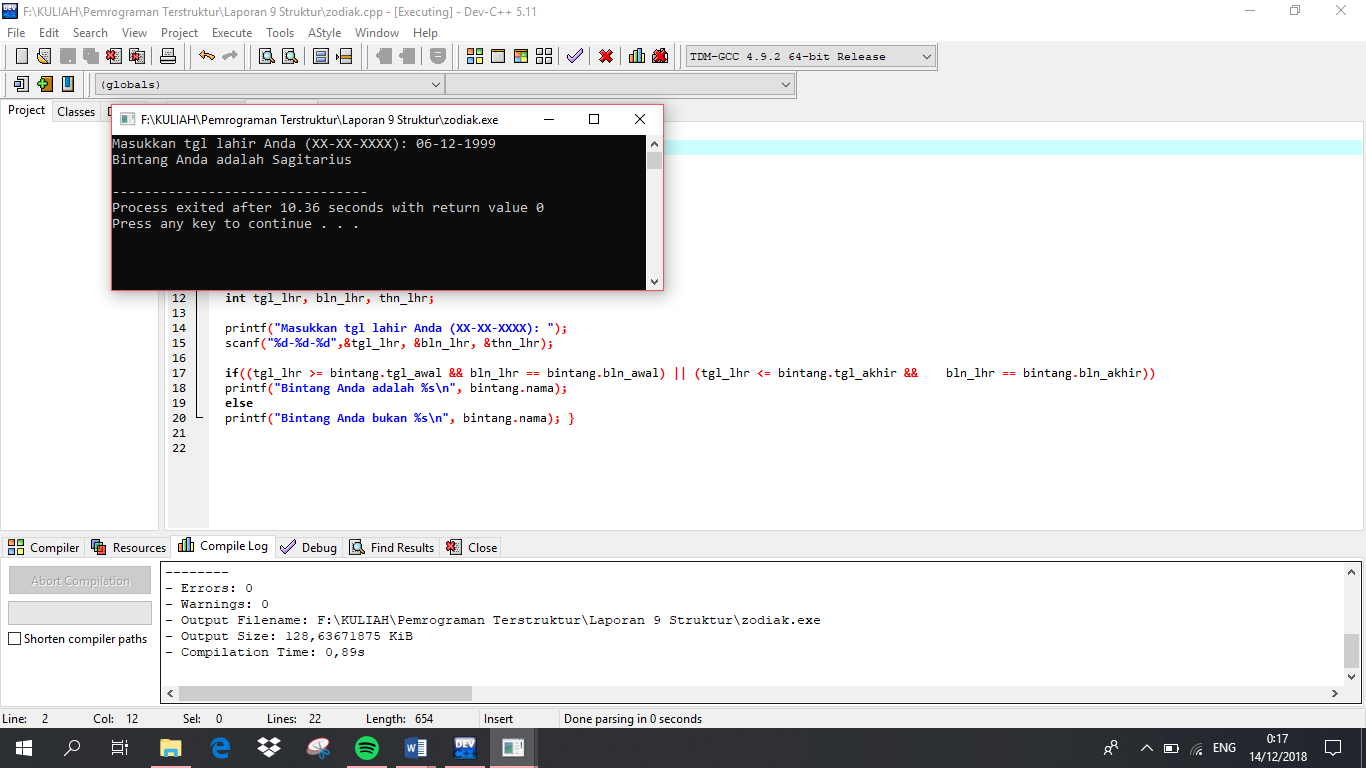 F:\KULIAH\Pemrograman Terstruktur\Laporan 9 Struktur\zodiak.cpp - [Executing] - Dev-C++ 5.11
File Edit Search View Project Execute Tools AStyle Window Help
TDM-GCC 4.9.2 64-bit Release
(globals)
Project Classes
F:\KULIAH\Pemrograman Terstruktur\Laporan 9 Struktur\zodiak.exe
Masukkan tgl lahir Anda (XX-XX-XXXX): 06-12-1999
Bintang Anda adalah Sagitarius
--------------------------------
Process exited after 10.36 seconds with return value 0
Press any key to continue . . .
12 int tgl_lhr, bln_lhr, thn_lhr;
13
14 printf("Masukkan tgl lahir Anda (XX-XX-XXXX): ");
15 scanf("%d-%d-%d",&tgl_lhr, &bln_lhr, &thn_lhr);
16
17 if((tgl_lhr >= bintang.tgl_awal && bln_lhr == bintang.bln_awal) || (tgl_lhr <= bintang.tgl_akhir && bln_lhr == bintang.bln_akhir))
18 printf("Bintang Anda adalah %s\n", bintang.nama);
19 else
20 printf("Bintang Anda bukan %s\n", bintang.nama); }
21
22
Compiler Resources Compile Log Debug Find Results Close
Abort Compilation
Shorten compiler paths
--------
- Errors: 0
- Warnings: 0
- Output Filename: F:\KULIAH\Pemrograman Terstruktur\Laporan 9 Struktur\zodiak.exe
- Output Size: 128,63671875 KiB
- Compilation Time: 0,89s
Line: 2 Col: 12 Sel: 0 Lines: 22 Length: 654 Insert Done parsing in 0 seconds
DEV
ENG
0:17
14/12/2018